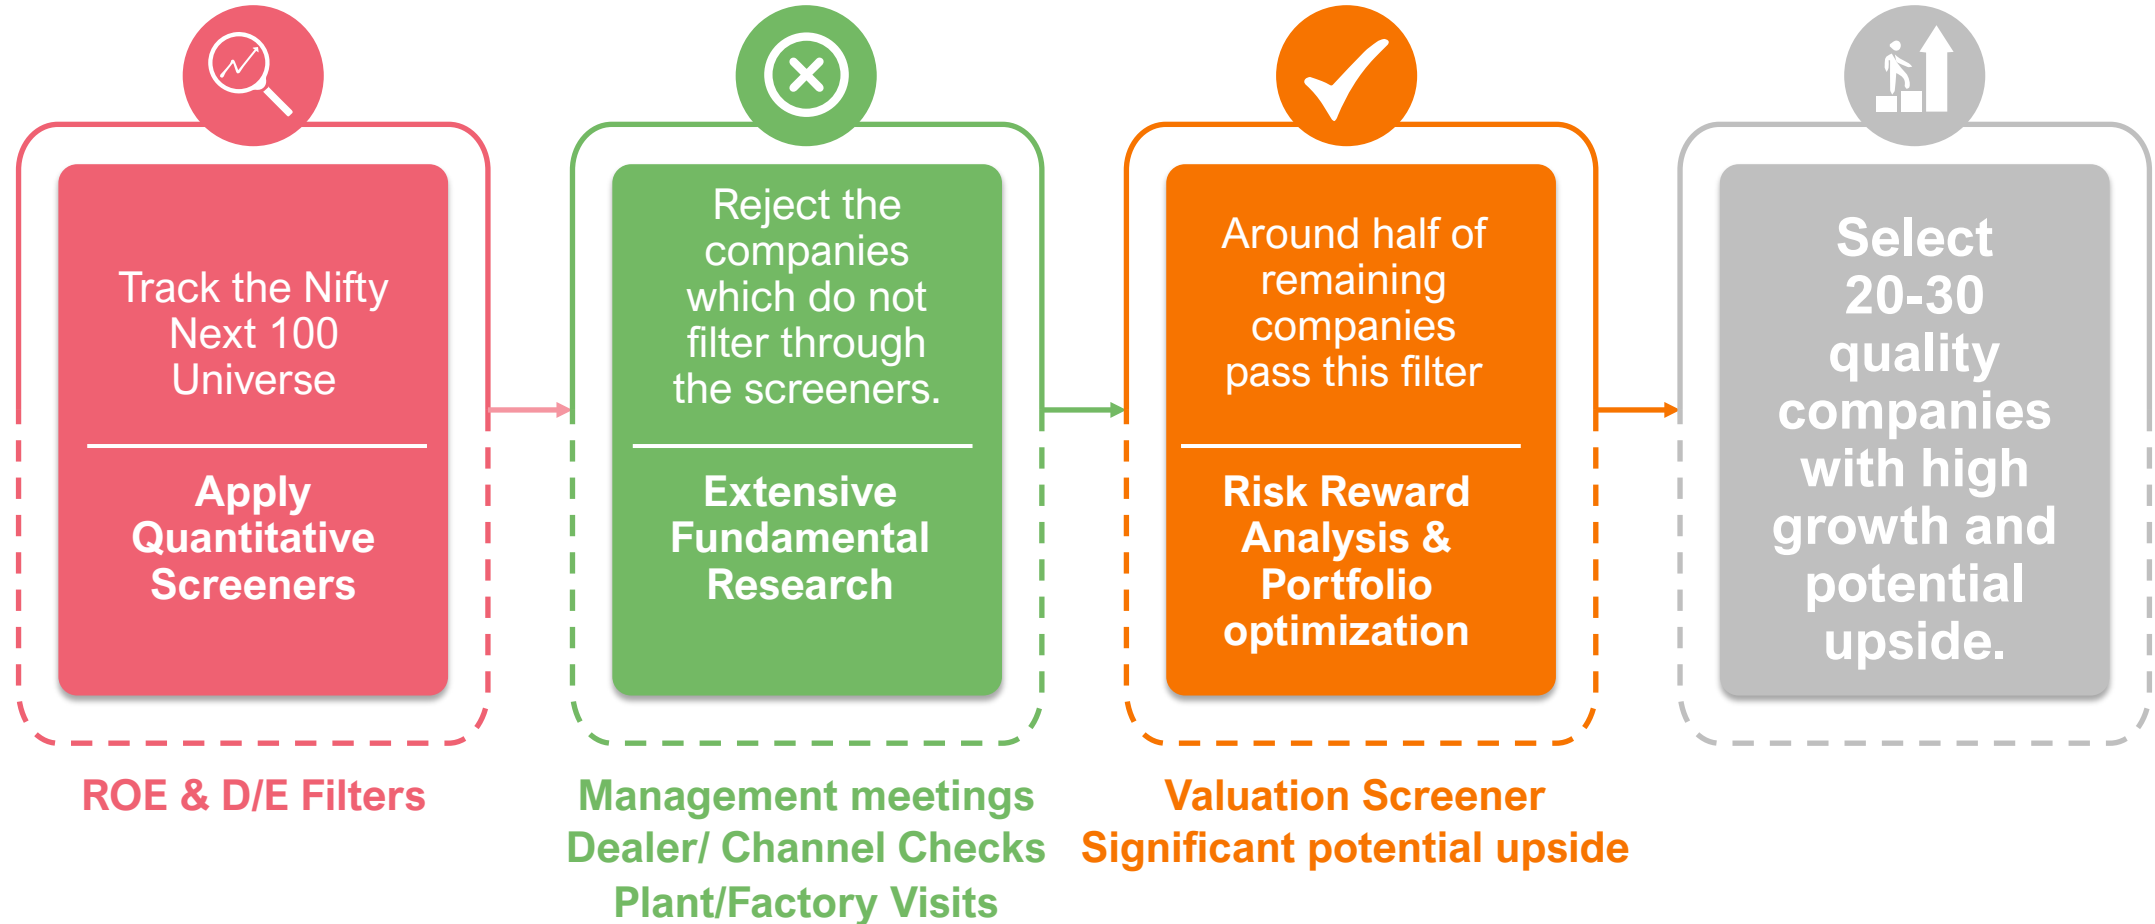 Track the Nifty
Next 100
Universe
Apply
Quantitative
Screeners
ROE & D/E Filters
Reject the
companies
which do not
filter through
the screeners.
Extensive
Fundamental
Research
Management meetings
Dealer/ Channel Checks
Plant/Factory Visits
Around half of
remaining
companies
pass this filter
Risk Reward
Analysis &
Portfolio
optimization
Valuation Screener
Significant potential upside
Select
20-30
quality
companies
with high
growth and
potential
upside.